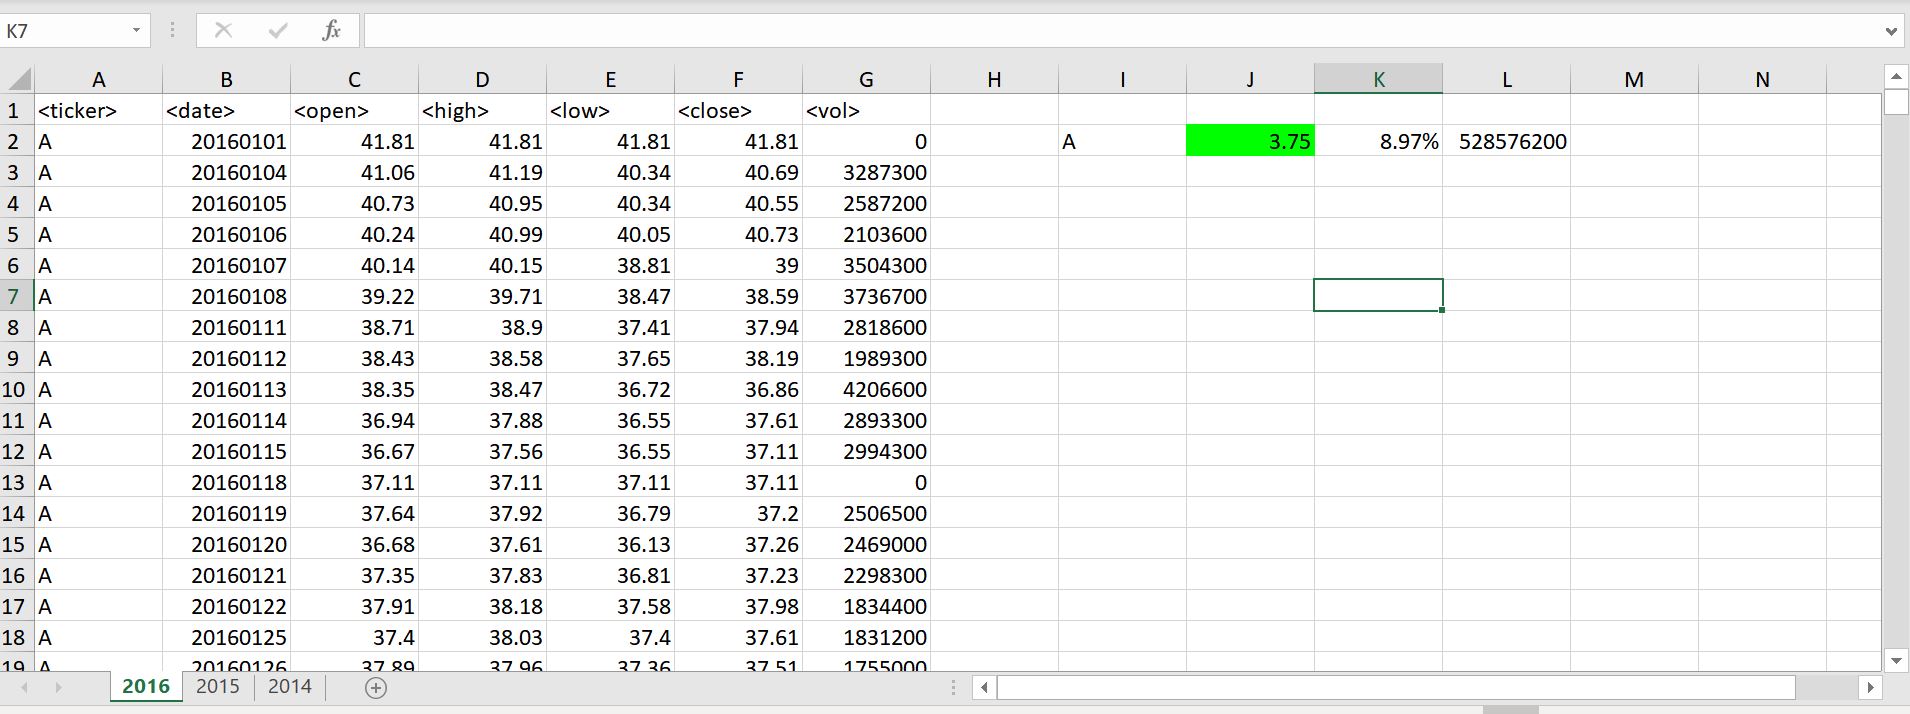 K7 fx
A B C D E F G H I J K L M N
1 <ticker> <date> <open> <high> <low> <close> <vol>
2 A 20160101 41.81 41.81 41.81 41.81 0 A 3.75 8.97% 528576200
3 A 20160104 41.06 41.19 40.34 40.69 3287300
4 A 20160105 40.73 40.95 40.34 40.55 2587200
5 A 20160106 40.24 40.99 40.05 40.73 2103600
6 A 20160107 40.14 40.15 38.81 39 3504300
7 A 20160108 39.22 39.71 38.47 38.59 3736700
8 A 20160111 38.71 38.9 37.41 37.94 2818600
9 A 20160112 38.43 38.58 37.65 38.19 1989300
10 A 20160113 38.35 38.47 36.72 36.86 4206600
11 A 20160114 36.94 37.88 36.55 37.61 2893300
12 A 20160115 36.67 37.56 36.55 37.11 2994300
13 A 20160118 37.11 37.11 37.11 37.11 0
14 A 20160119 37.64 37.92 36.79 37.2 2506500
15 A 20160120 36.68 37.61 36.13 37.26 2469000
16 A 20160121 37.35 37.83 36.81 37.23 2298300
17 A 20160122 37.91 38.18 37.58 37.98 1834400
18 A 20160125 37.4 38.03 37.4 37.61 1831200
19 A 20160126 37.89 37.96 37.36 37.51 1755000
2016 2015 2014